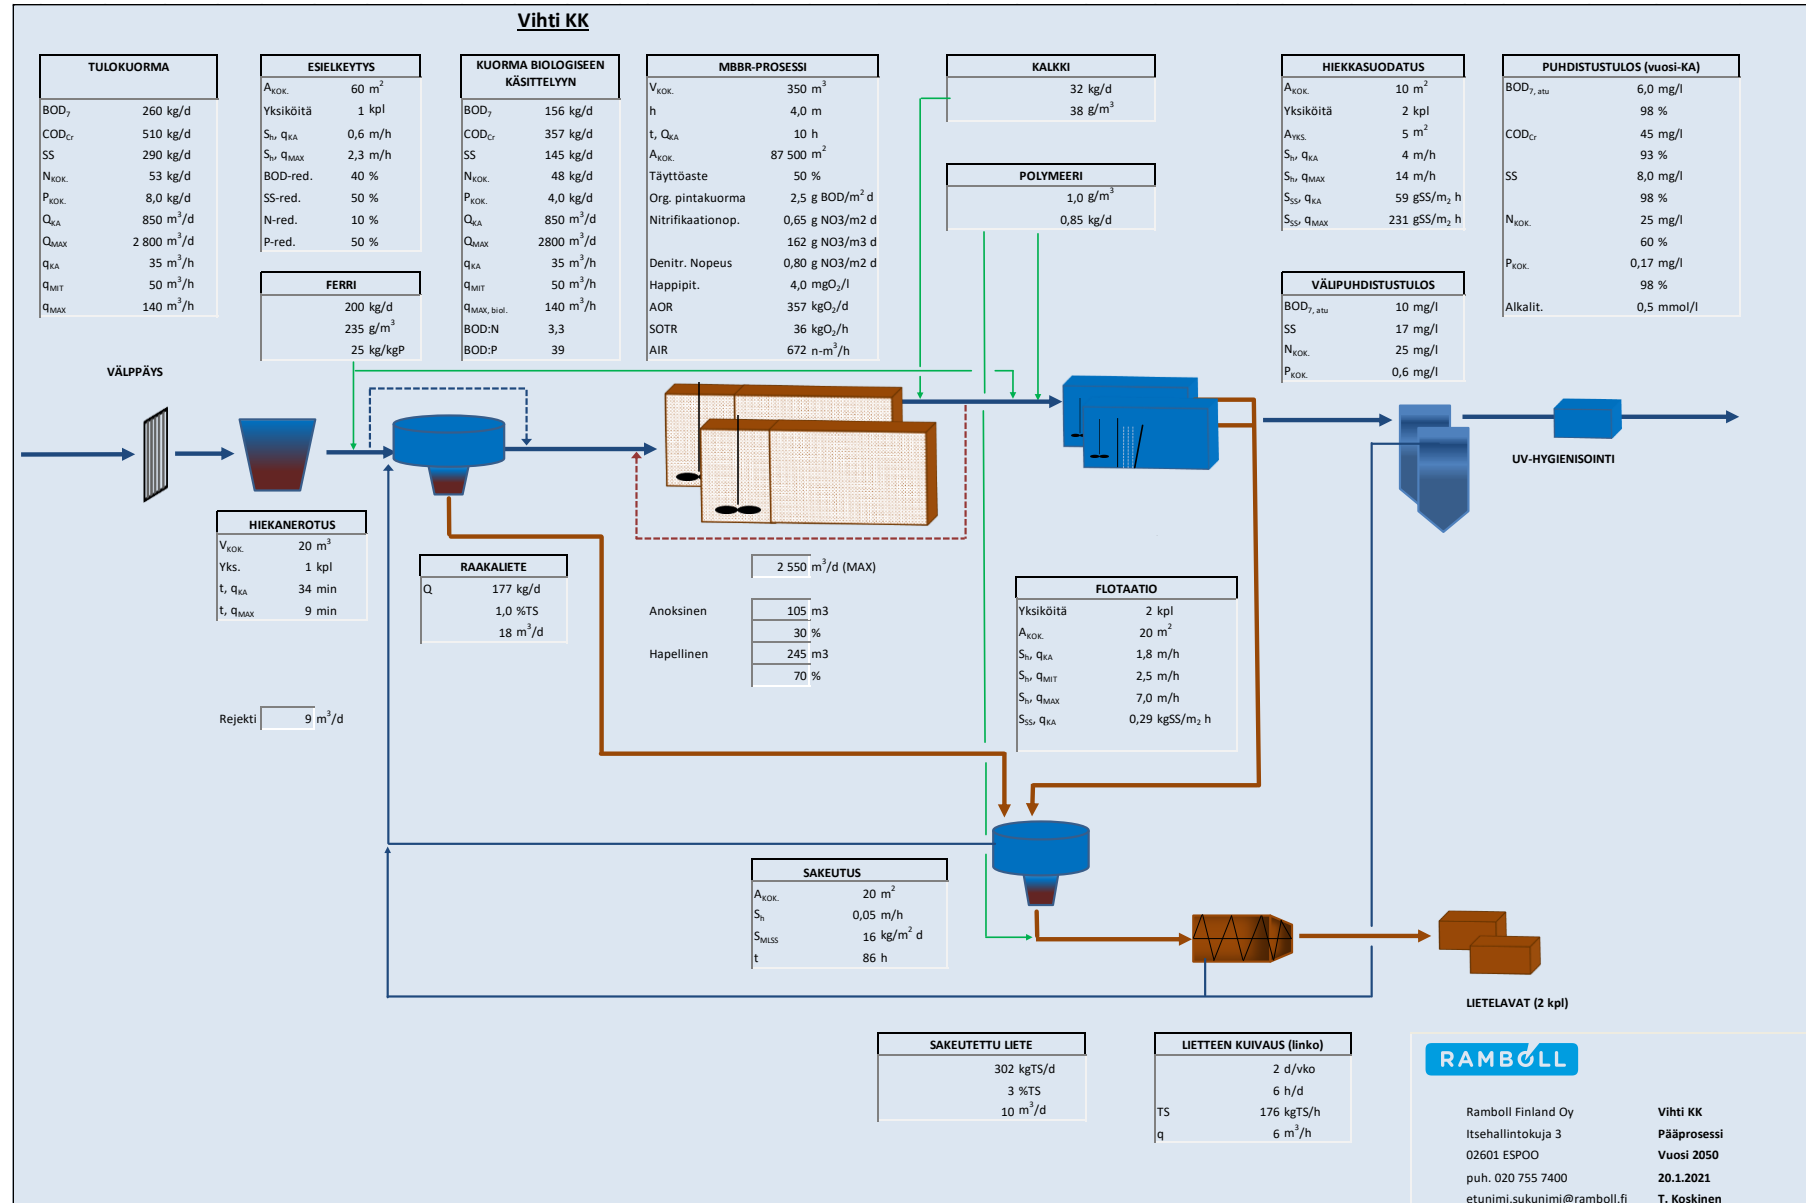 Vihti KK
TULOKUORMA
BOD7 260 kg/d
CODCr 510 kg/d
SS 290 kg/d
NKOK. 53 kg/d
PKOK. 8,0 kg/d
QKA 850 m3/d
QMAX 2 800 m3/d
qKA 35 m3/h
qMIT 50 m3/h
qMAX 140 m3/h
ESIELKEYTYS
AKOK. 60 m2
Yksiköitä 1 kpl
Sh, qKA 0,6 m/h
Sh, qMAX 2,3 m/h
BOD-red. 40 %
SS-red. 50 %
N-red. 10 %
P-red. 50 %
FERRI
200 kg/d
235 g/m3
25 kg/kgP
KUORMA BIOLOGISEEN
KÄSITTELYYN
BOD7 156 kg/d
CODCr 357 kg/d
SS 145 kg/d
NKOK. 48 kg/d
PKOK. 4,0 kg/d
QKA 850 m3/d
QMAX 2800 m3/d
qKA 35 m3/h
qMIT 50 m3/h
qMAX, biol. 140 m3/h
BOD:N 3,3
BOD:P 39
MBBR-PROSESSI
VKOK. 350 m3
h 4,0 m
t, QKA 10 h
AKOK. 87 500 m2
Täyttöaste 50 %
Org. pintakuorma 2,5 g BOD/m2 d
Nitrifikaationop. 0,65 g NO3/m2 d
162 g NO3/m3 d
Denitr. Nopeus 0,80 g NO3/m2 d
Happipit. 4,0 mgO2/l
AOR 357 kgO2/d
SOTR 36 kgO2/h
AIR 672 n-m3/h
KALKKI
32 kg/d
38 g/m3
POLYMEERI
1,0 g/m3
0,85 kg/d
HIEKKASUODATUS
AKOK. 10 m2
Yksiköitä 2 kpl
AYKS. 5 m2
Sh, qKA 4 m/h
Sh, qMAX 14 m/h
SSS, qKA 59 gSS/m2 h
SSS, qMAX 231 gSS/m2 h
VÄLIPUHDISTUSTULOS
BOD7, atu 10 mg/l
SS 17 mg/l
NKOK. 25 mg/l
PKOK. 0,6 mg/l
PUHDISTUSTULOS (vuosi-KA)
BOD7, atu 6,0 mg/l
98 %
CODCr 45 mg/l
93 %
SS 8,0 mg/l
98 %
NKOK. 25 mg/l
60 %
PKOK. 0,17 mg/l
98 %
Alkalit. 0,5 mmol/l
VÄLPPÄYS
UV-HYGIENISOINTI
HIEKANEROTUS
VKOK. 20 m3
Yks. 1 kpl
t, qKA 34 min
t, qMAX 9 min
RAAKALIETE
Q 177 kg/d
1,0 %TS
18 m3/d
2 550 m3/d (MAX)
Anoksinen 105 m3
30 %
Hapellinen 245 m3
70 %
FLOTAATIO
Yksiköitä 2 kpl
AKOK. 20 m2
Sh, qKA 1,8 m/h
Sh, qMIT 2,5 m/h
Sh, qMAX 7,0 m/h
SSS, qKA 0,29 kgSS/m2 h
Rejekti 9 m3/d
SAKEUTUS
AKOK. 20 m2
Sh 0,05 m/h
SMLSS 16 kg/m2 d
t 86 h
LIETELAVAT (2 kpl)
SAKEUTETTU LIETE
302 kgTS/d
3 %TS
10 m3/d
LIETTEEN KUIVAUS (linko)
2 d/vko
6 h/d
TS 176 kgTS/h
q 6 m3/h
RAMBOLL
Ramboll Finland Oy Vihti KK
Itsehallintokuja 3 Pääprosessi
02601 ESPOO Vuosi 2050
puh. 020 755 7400 20.1.2021
etunimi.sukunimi@ramboll.fi T. Koskinen